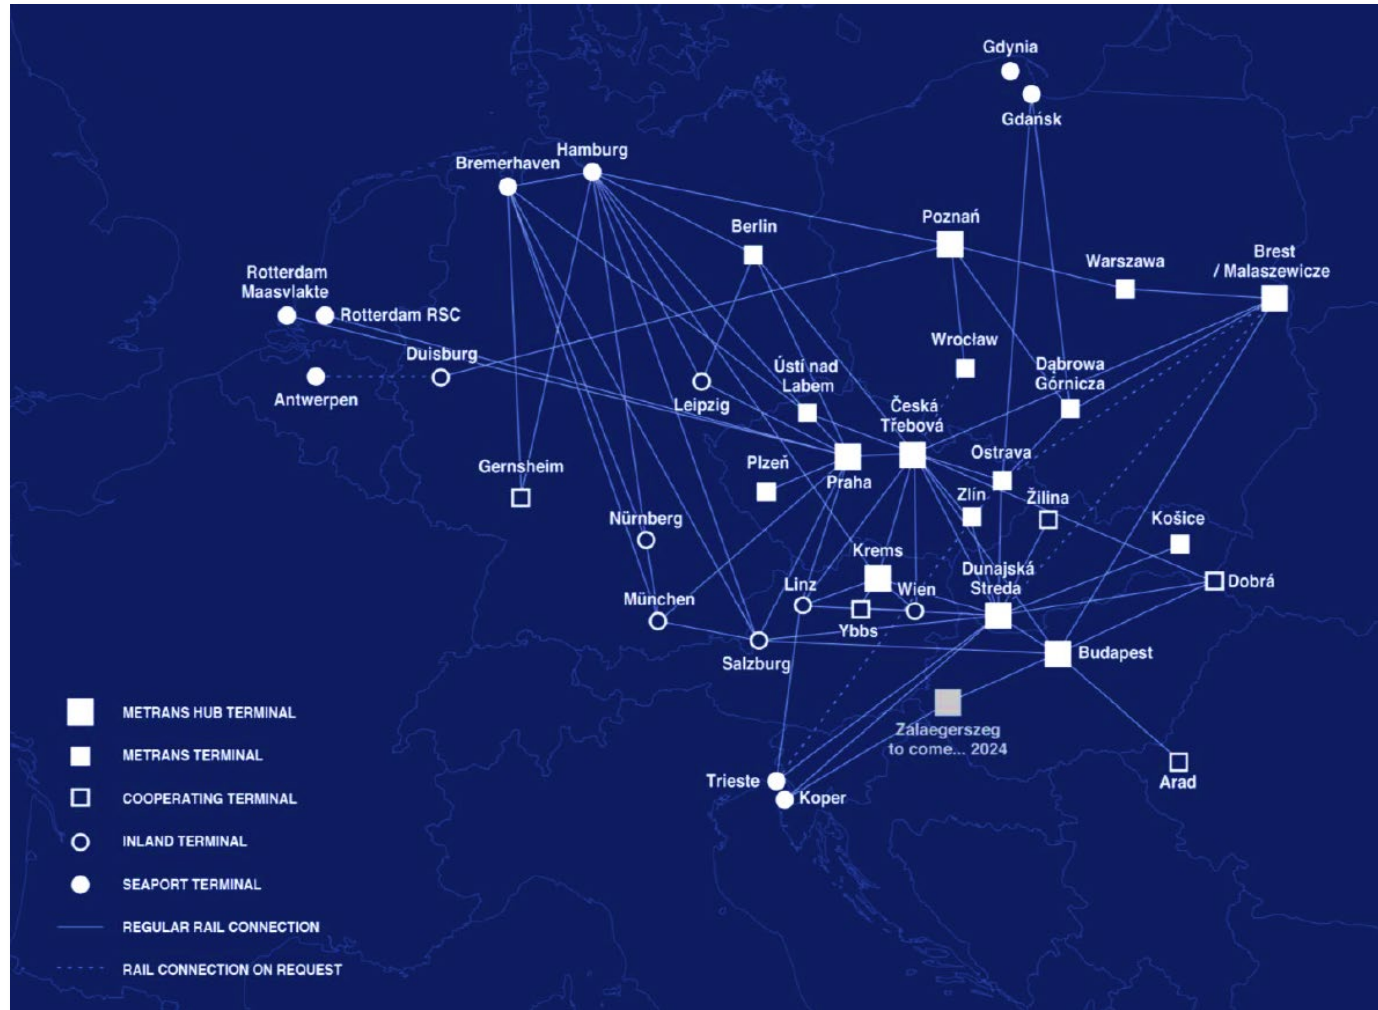 Gdynia
Gdańsk
Hamburg
Bremerhaven
Berlin
Poznań
Warszawa
Brest
/ Malaszewicze
Rotterdam
Maasvlakte
Rotterdam RSC
Duisburg
Antwerpen
Leipzig
Ústí nad
Labem
Wrocław
Dąbrowa
Górnicza
Česká
Třebová
Gernsheim
Plzeň
Praha
Ostrava
Zlín
Žilina
Košice
Nürnberg
Krems
Dunajská
Streda
Linz
Wien
Dobrá
München
Ybbs
Salzburg
Budapest
Zalaegerszeg
to come... 2024
Trieste
Koper
Arad
METRANS HUB TERMINAL
METRANS TERMINAL
COOPERATING TERMINAL
INLAND TERMINAL
SEAPORT TERMINAL
REGULAR RAIL CONNECTION
RAIL CONNECTION ON REQUEST